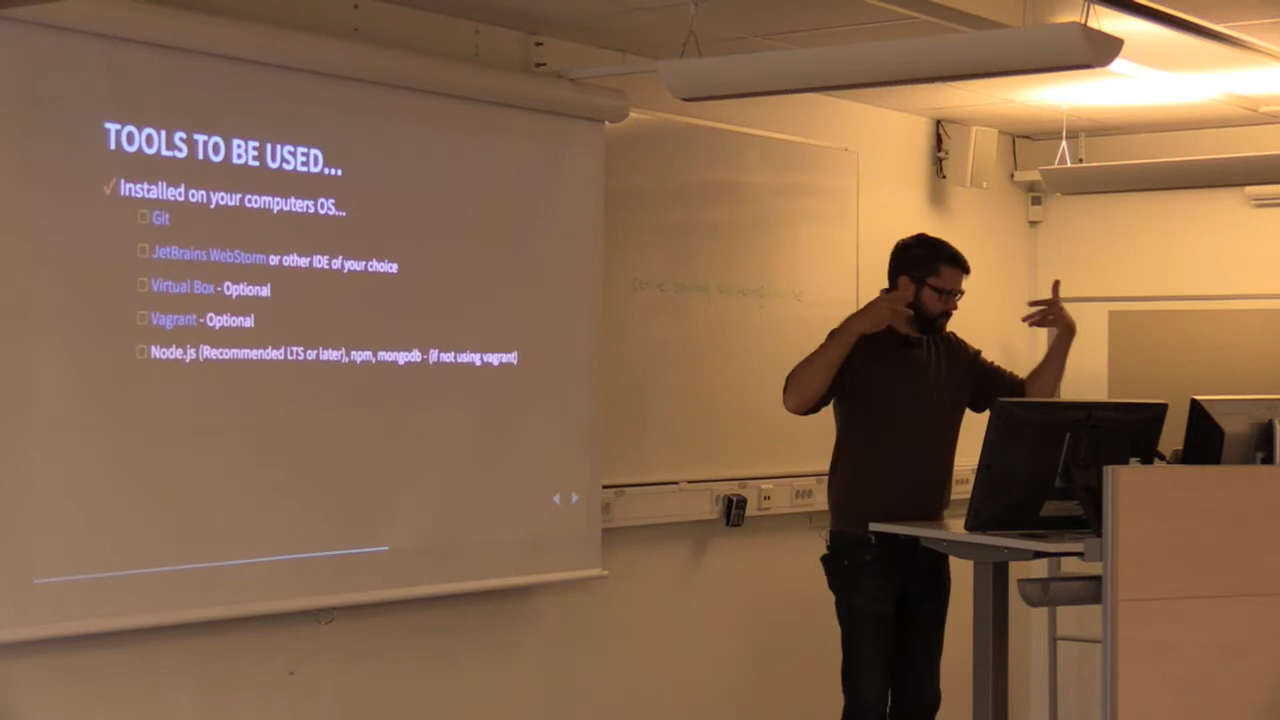 TOOLS TO BE USED...
Installed on your computers OS...
Git
JetBrains WebStorm or other IDE of your choice
Virtual Box - Optional
Vagrant - Optional
Node.js (Recommended LTS or later), npm, mongodb - (if not using vagrant)